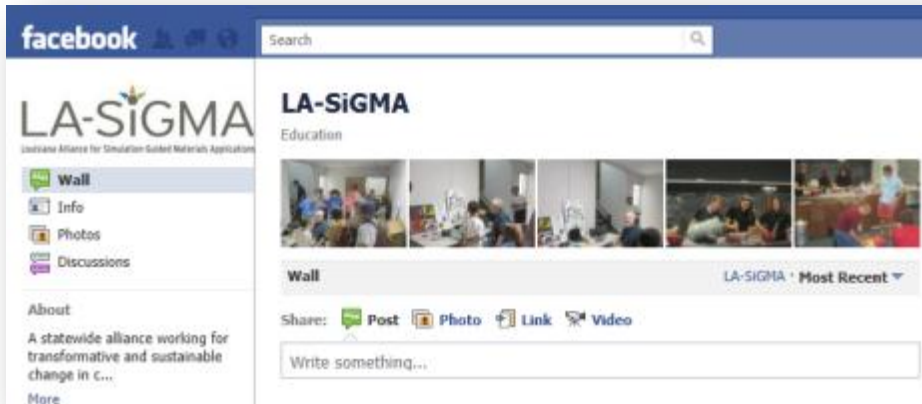 facebook
Search
LA-SiGMA
Louisiana Alliance for Simulation-Guided Materials Applications
Wall
Info
Photos
Discussions
About
A statewide alliance working for
transformative and sustainable
change in c...
More
LA-SiGMA
Education
Wall
LA-SiGMA · Most Recent
Share: Post Photo Link Video
Write something...